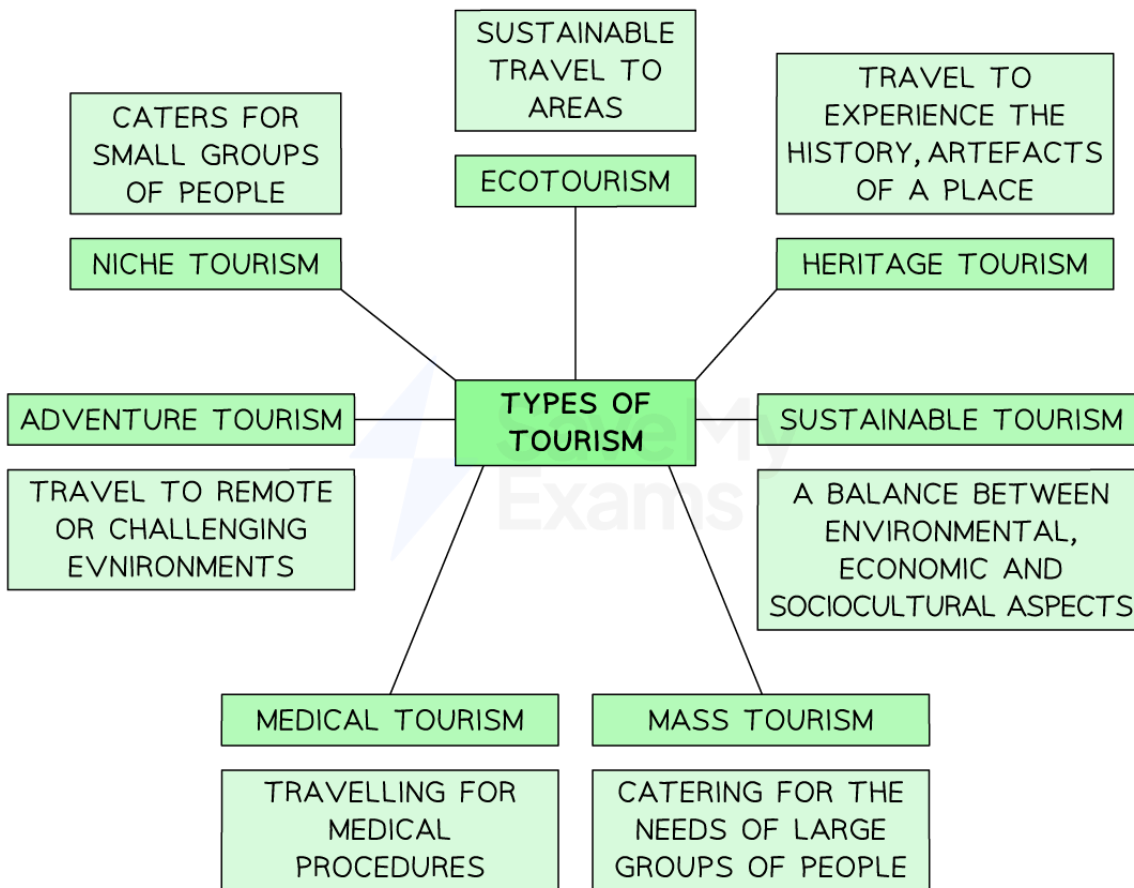 SUSTAINABLE
TRAVEL TO
AREAS
ECOTOURISM
TRAVEL TO
EXPERIENCE THE
HISTORY, ARTEFACTS
OF A PLACE
HERITAGE TOURISM
CATERS FOR
SMALL GROUPS
OF PEOPLE
NICHE TOURISM
TYPES OF
TOURISM
Save My
Exams
ADVENTURE TOURISM
TRAVEL TO REMOTE
OR CHALLENGING
EVNIRONMENTS
SUSTAINABLE TOURISM
A BALANCE BETWEEN
ENVIRONMENTAL,
ECONOMIC AND
SOCIOCULTURAL ASPECTS
MEDICAL TOURISM
TRAVELLING FOR
MEDICAL
PROCEDURES
MASS TOURISM
CATERING FOR THE
NEEDS OF LARGE
GROUPS OF PEOPLE